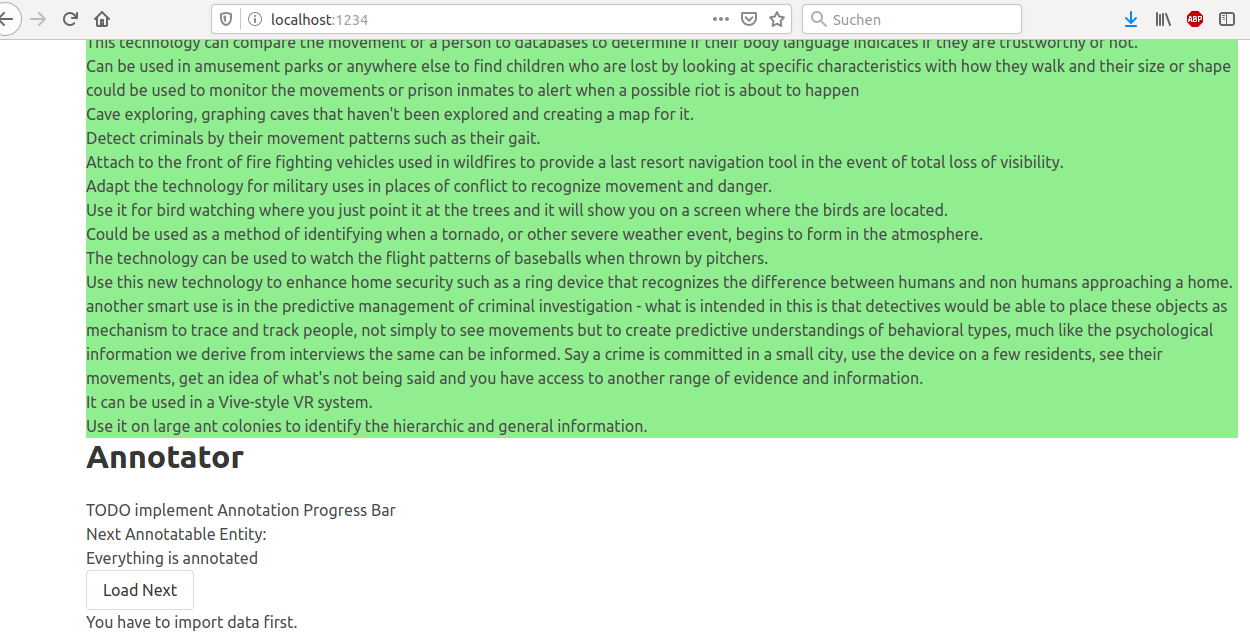 localhost:1234
Suchen
ABP
This technology can compare the movement of a person to databases to determine if their body language indicates if they are trustworthy or not.
Can be used in amusement parks or anywhere else to find children who are lost by looking at specific characteristics with how they walk and their size or shape
could be used to monitor the movements or prison inmates to alert when a possible riot is about to happen
Cave exploring, graphing caves that haven't been explored and creating a map for it.
Detect criminals by their movement patterns such as their gait.
Attach to the front of fire fighting vehicles used in wildfires to provide a last resort navigation tool in the event of total loss of visibility.
Adapt the technology for military uses in places of conflict to recognize movement and danger.
Use it for bird watching where you just point it at the trees and it will show you on a screen where the birds are located.
Could be used as a method of identifying when a tornado, or other severe weather event, begins to form in the atmosphere.
The technology can be used to watch the flight patterns of baseballs when thrown by pitchers.
Use this new technology to enhance home security such as a ring device that recognizes the difference between humans and non humans approaching a home.
another smart use is in the predictive management of criminal investigation - what is intended in this is that detectives would be able to place these objects as
mechanism to trace and track people, not simply to see movements but to create predictive understandings of behavioral types, much like the psychological
information we derive from interviews the same can be informed. Say a crime is committed in a small city, use the device on a few residents, see their
movements, get an idea of what's not being said and you have access to another range of evidence and information.
It can be used in a Vive-style VR system.
Use it on large ant colonies to identify the hierarchic and general information.
Annotator
TODO implement Annotation Progress Bar
Next Annotatable Entity:
Everything is annotated
Load Next
You have to import data first.